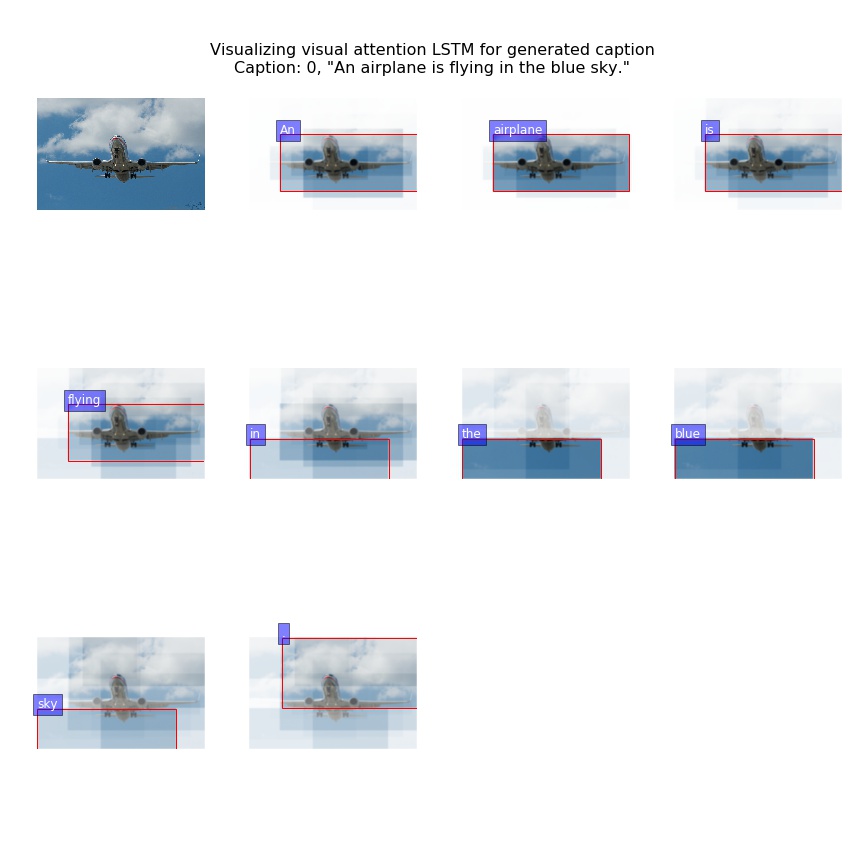 Visualizing visual attention LSTM for generated caption
Caption: 0, "An airplane is flying in the blue sky."
An
airplane
is
flying
in
the
blue
sky
.